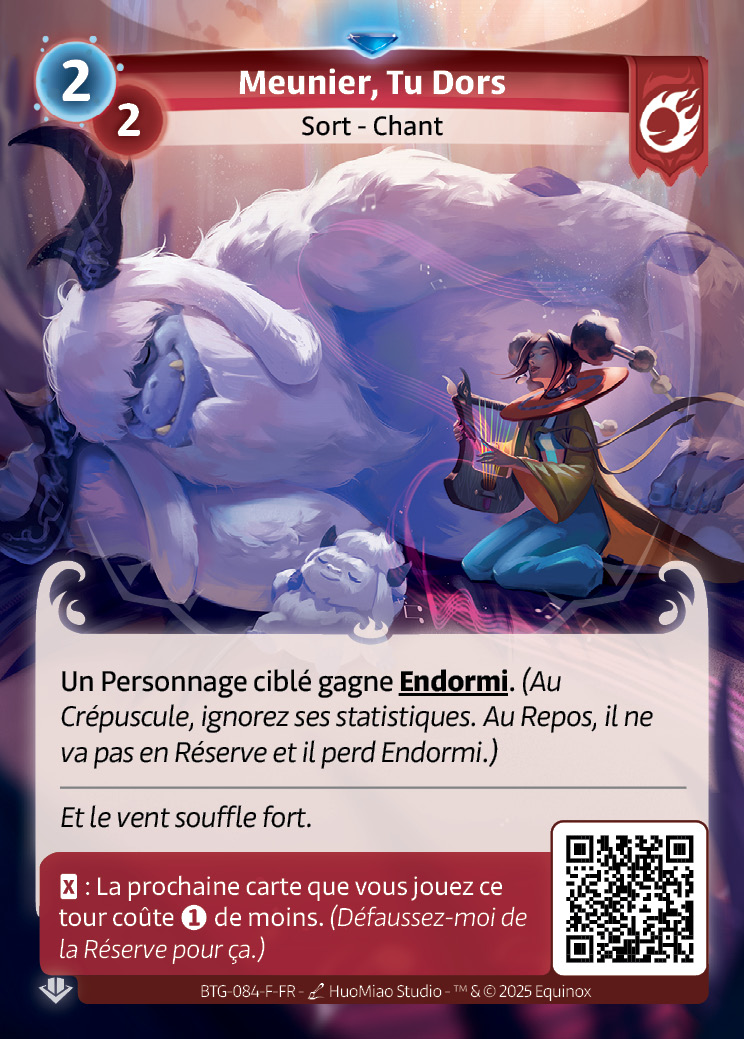 2
Meunier, Tu Dors
2
Sort - Chant
Un Personnage ciblé gagne Endormi. (Au
Crépuscule, ignorez ses statistiques. Au Repos, il ne
va pas en Réserve et il perd Endormi.)
Et le vent souffle fort.
X : La prochaine carte que vous jouez ce
tour coûte 1 de moins. (Défaussez-moi de
la Réserve pour ça.)
BTG-084-F-FR - HuoMiao Studio - ™ & © 2025 Equinox